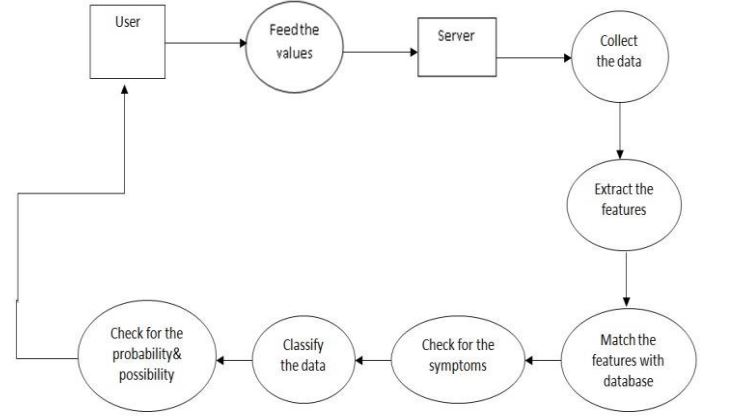 User
Feed the
values
Server
Collect
the data
Extract the
features
Match the
features with
database
Check for the
symptoms
Classify
the data
Check for the
probability&
possibility